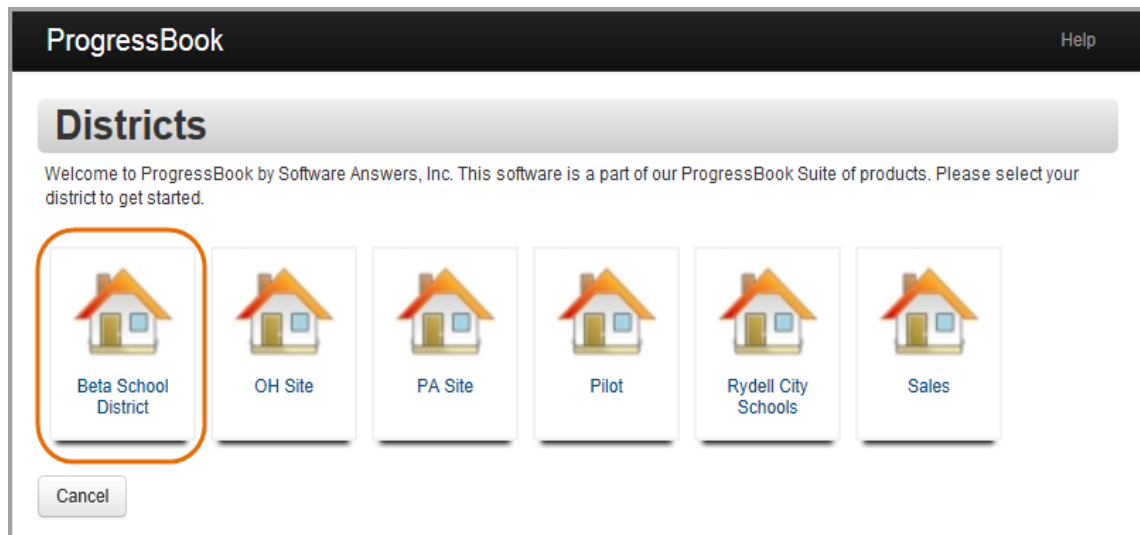 ProgressBook
Help
Districts
Welcome to ProgressBook by Software Answers, Inc. This software is a part of our ProgressBook Suite of products. Please select your
district to get started.
Beta School
District
OH Site
PA Site
Pilot
Rydell City
Schools
Sales
Cancel